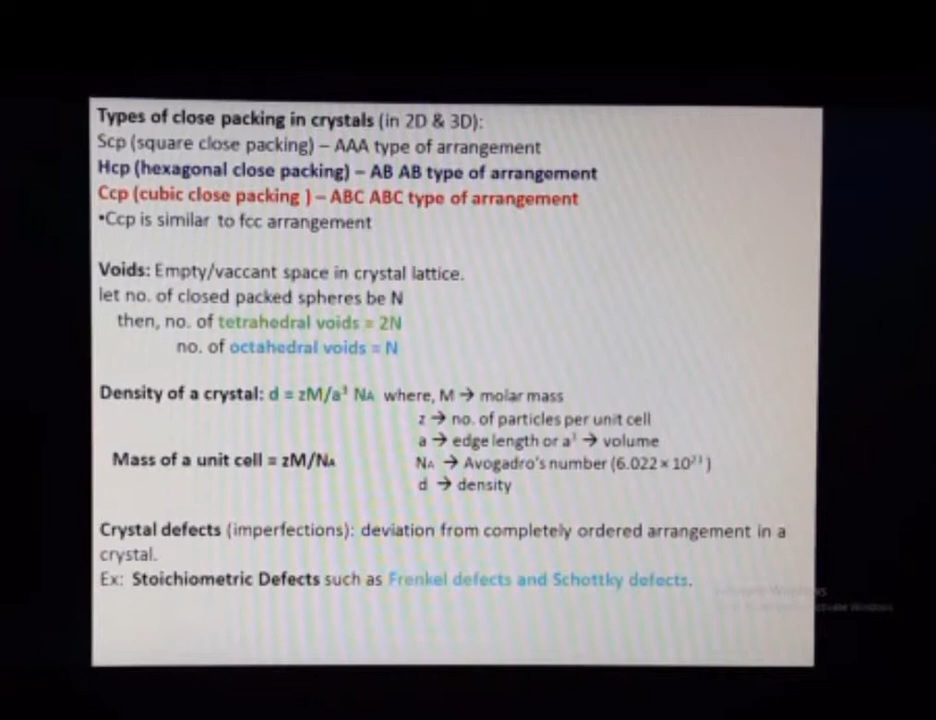 Types of close packing in crystals (in 2D & 3D):
Scp (square close packing) – AAA type of arrangement
Hcp (hexagonal close packing) – AB AB type of arrangement
Ccp (cubic close packing ) – ABC ABC type of arrangement
•Ccp is similar to fcc arrangement
Voids: Empty/vaccant space in crystal lattice.
let no. of closed packed spheres be N
then, no. of tetrahedral voids = 2N
no. of octahedral voids = N
Density of a crystal: d = zM/a³ NA where, M → molar mass
z → no. of particles per unit cell
a → edge length or a³ → volume
Mass of a unit cell = zM/NA
NA → Avogadro's number (6.022 × 10²³)
d → density
Crystal defects (imperfections): deviation from completely ordered arrangement in a
crystal.
Ex: Stoichiometric Defects such as Frenkel defects and Schottky defects.